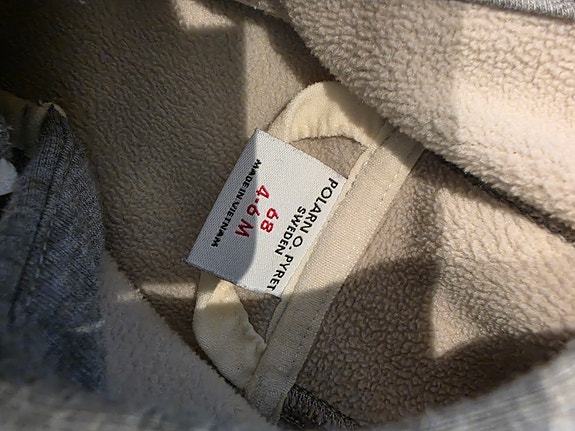 POLARN O. PYRET
SWEDEN
68
4-6 M
MADE IN VIETNAM